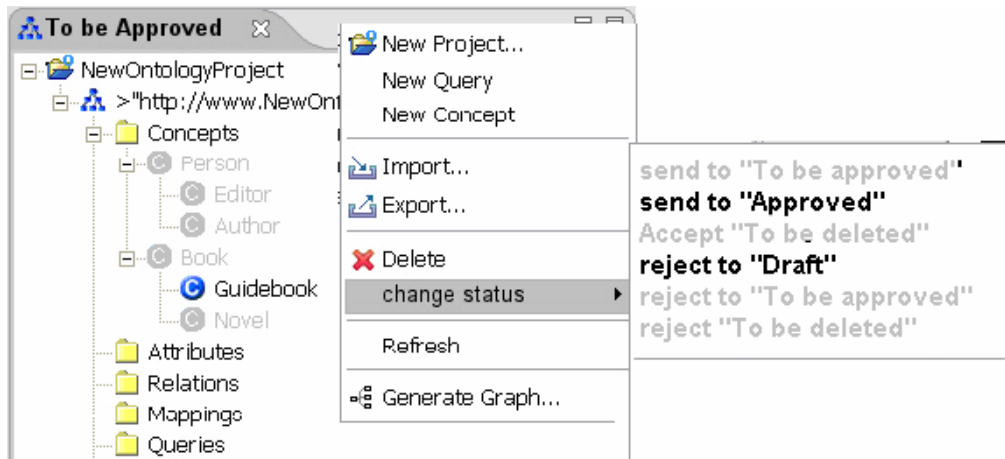 To be Approved
NewOntologyProject
>"http://www.NewOnt
Concepts
Person
Editor
Author
Book
Guidebook
Novel
Attributes
Relations
Mappings
Queries
New Project...
New Query
New Concept
Import...
Export...
Delete
change status
Refresh
Generate Graph...
send to "To be approved"
send to "Approved"
Accept "To be deleted"
reject to "Draft"
reject to "To be approved"
reject "To be deleted"